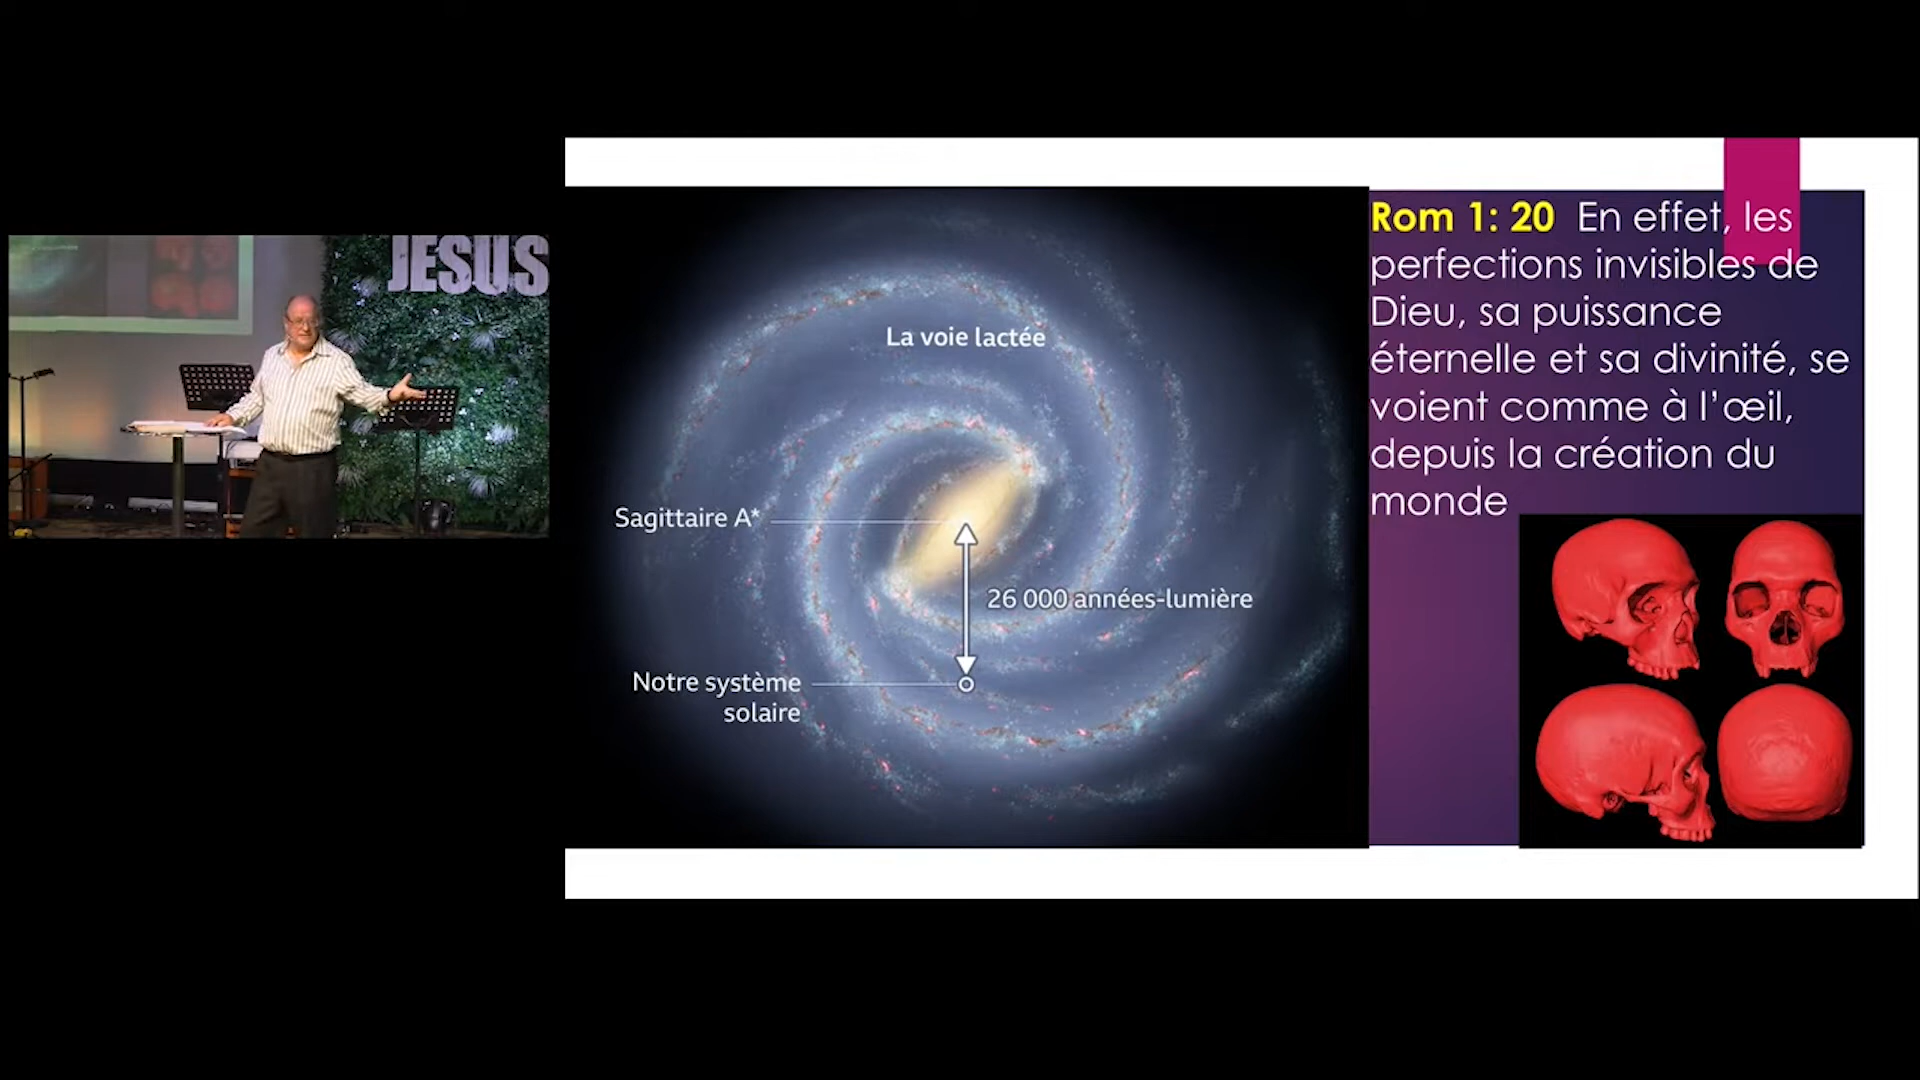 JESUS
Rom 1: 20 En effet, les
perfections invisibles de
Dieu, sa puissance
éternelle et sa divinité, se
voient comme à l’œil,
depuis la création du
monde
La voie lactée
Sagittaire A*
26 000 années-lumière
Notre système
solaire